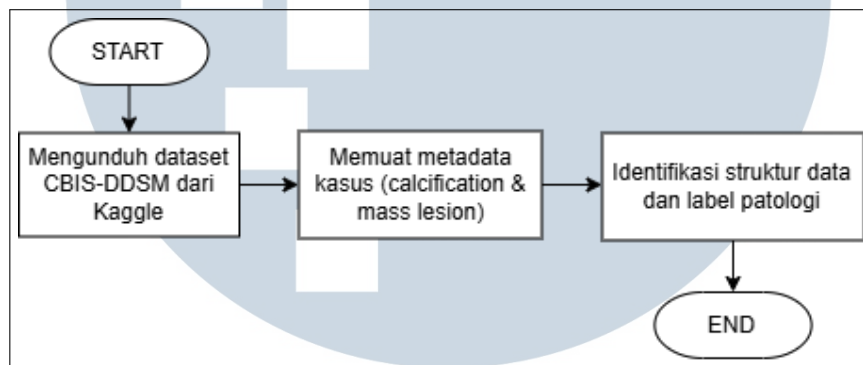 START
Mengunduh dataset
CBIS-DDSM dari
Kaggle
Memuat metadata
kasus (calcification &
mass lesion)
Identifikasi struktur data
dan label patologi
END